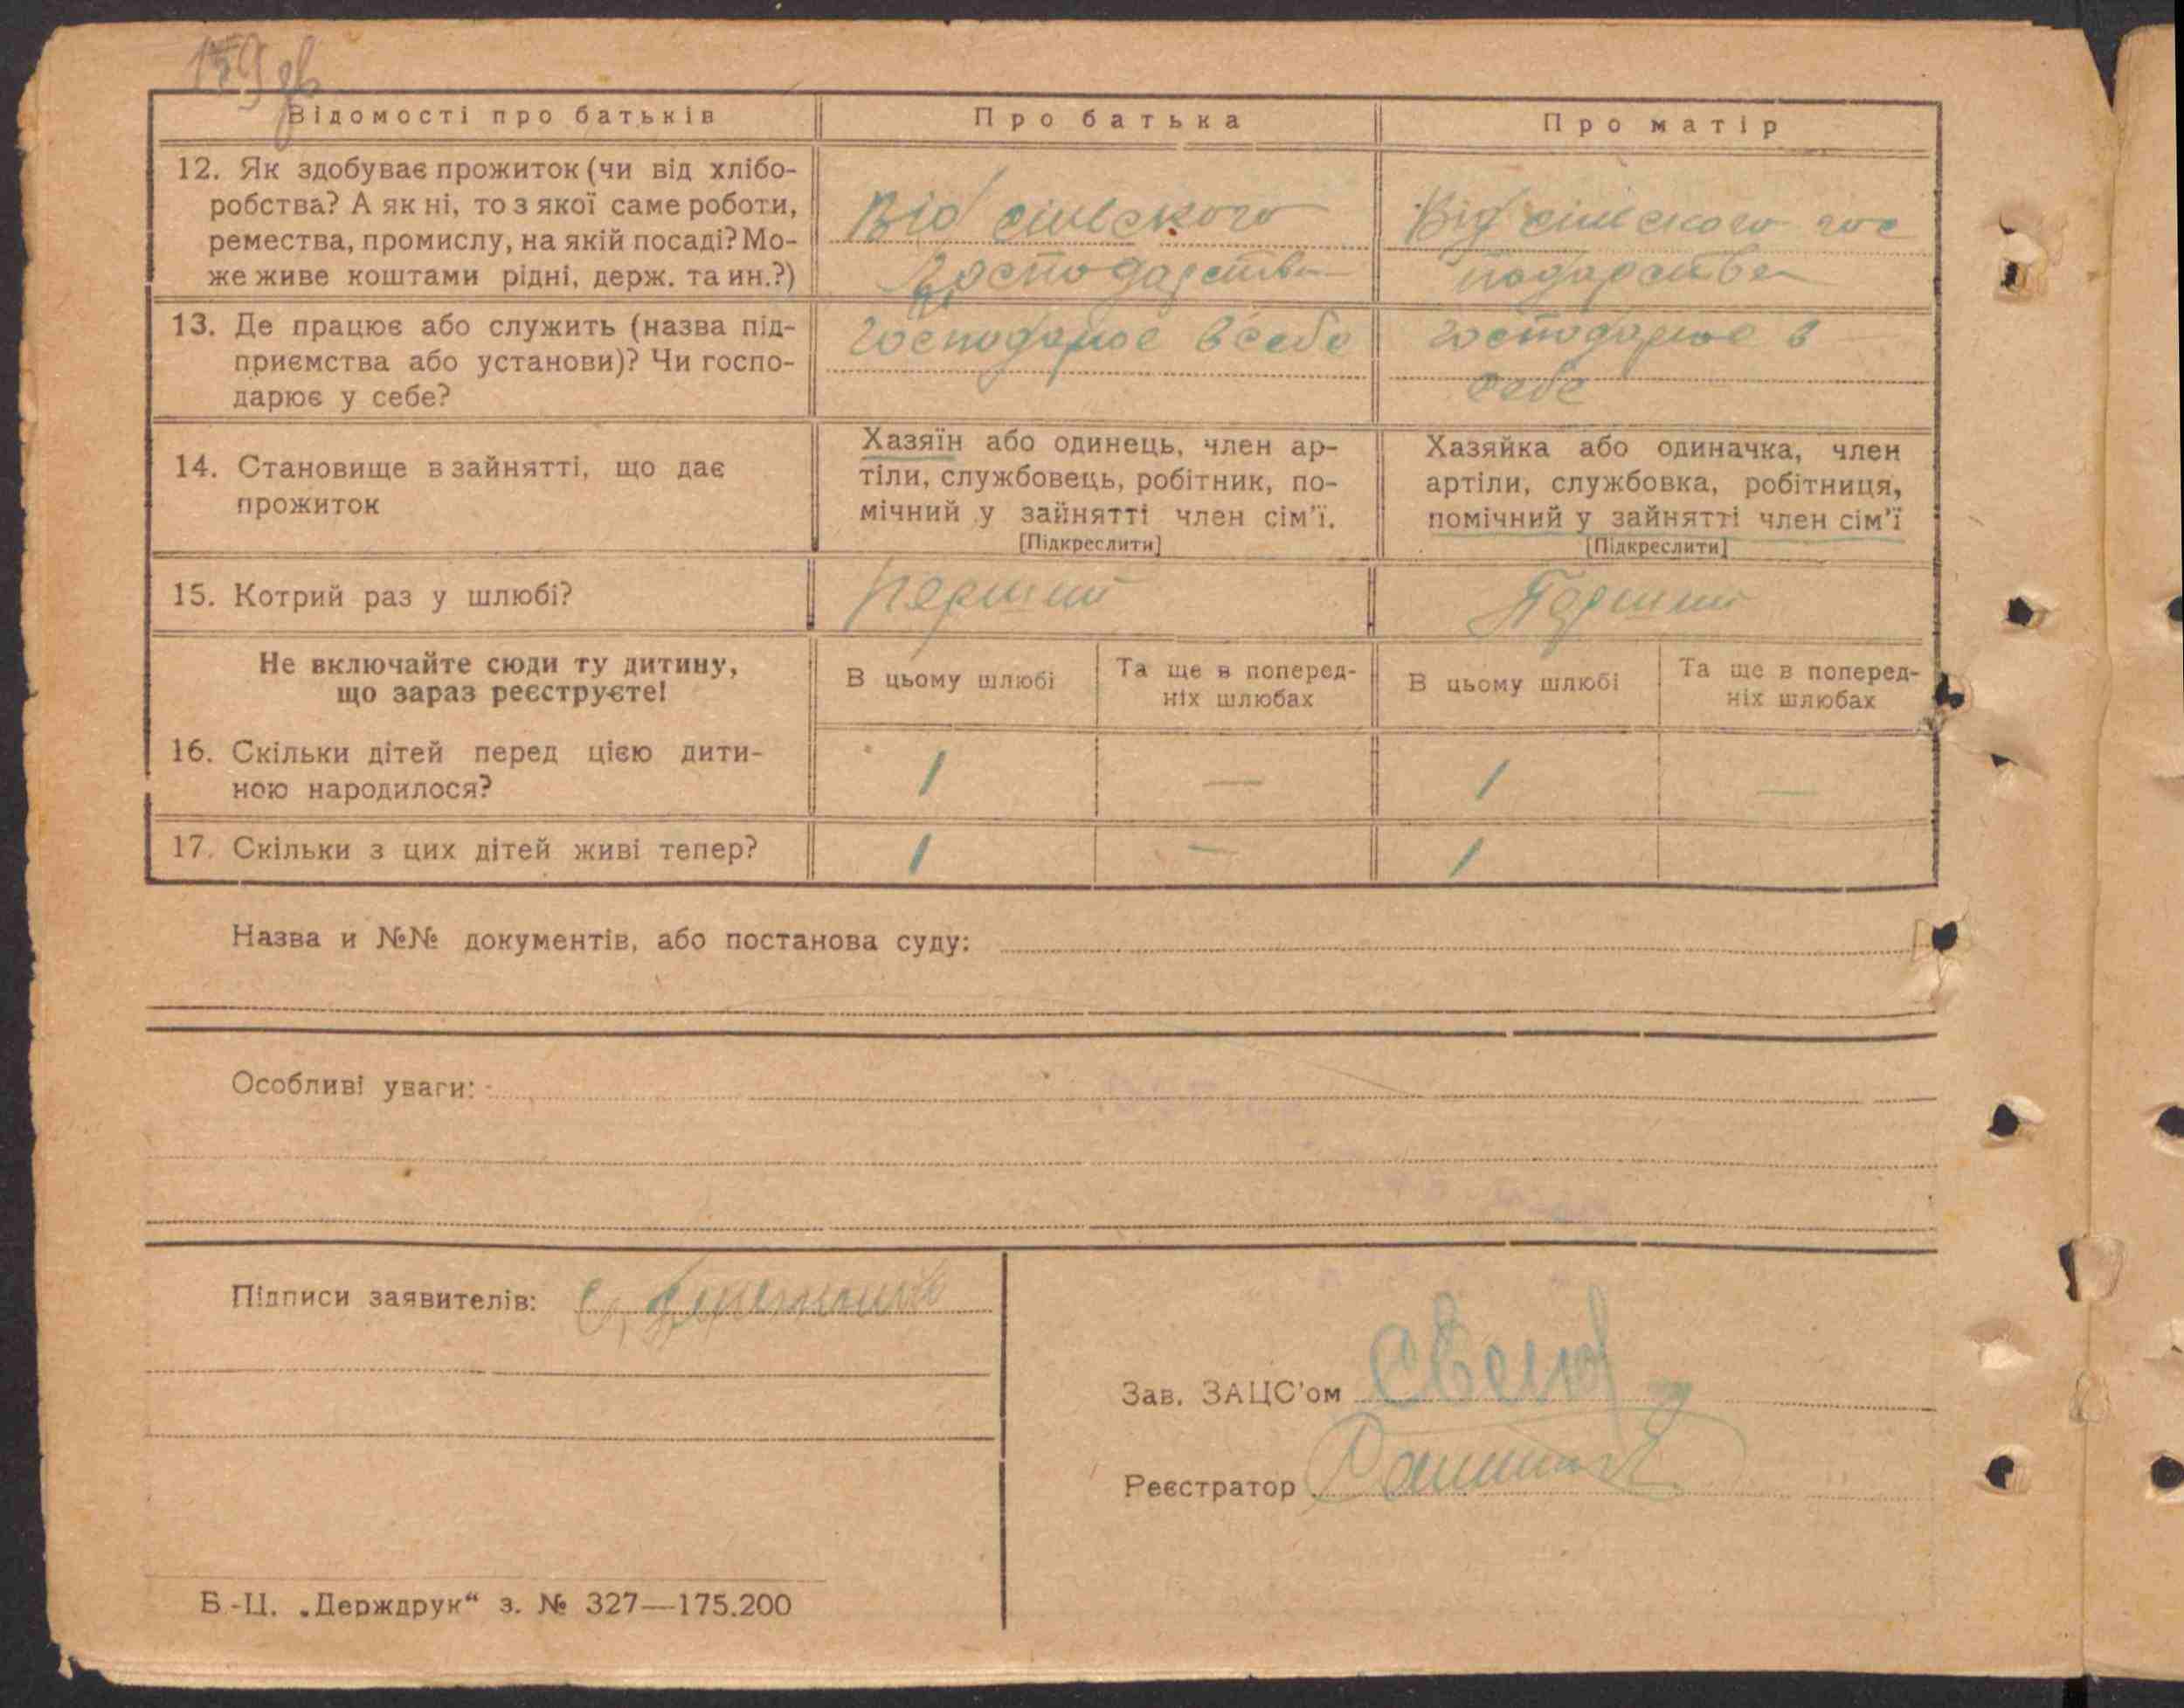 Відомості про батьків
Про батька
Про матір
12. Як здобуває прожиток (чи від хлібо-
робства? А як ні, то з якої саме роботи,
ремества, промислу, на якій посаді? Мо-
же живе коштами рідні, держ. та ин.?)
Від сілського
господарства
Від сілского гос
подарства
13. Де працює або служить (назва під-
приємства або установи)? Чи госпо-
дарює у себе?
господарює в себе
господарює в
себе
14. Становище в зайнятті, що дає
прожиток
Хазяїн або одинець, член ар-
тіли, службовець, робітник, по-
мічний у зайнятті член сім'ї.
[Підкреслити]
Хазяйка або одиначка, член
артіли, службовка, робітниця,
помічний у зайнятті член сім'ї
[Підкреслити]
15. Котрий раз у шлюбі?
Перший
Перший
Не включайте сюди ту дитину,
що зараз реєструєте!
В цьому шлюбі
Та ще в поперед-
ніх шлюбах
В цьому шлюбі
Та ще в поперед-
ніх шлюбах
16. Скільки дітей перед цією дити-
ною народилося?
1
—
1
—
17. Скільки з цих дітей живі тепер?
1
—
1
Назва и №№ документів, або постанова суду:
Особливі уваги:
Підписи заявителів:
Зав. ЗАЦС'ом
Реєстратор
Б.-Ц. „Держдрук“ з. № 327—175.200